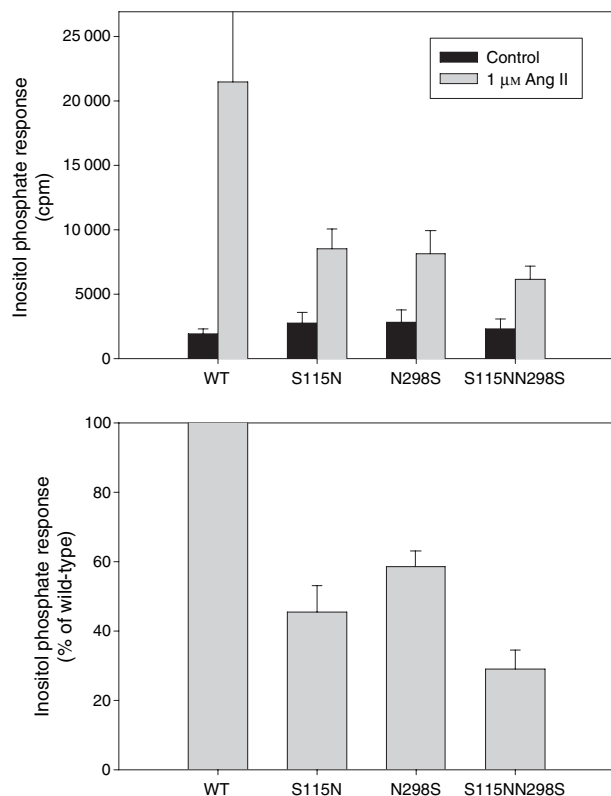 Inositol phosphate response
(cpm)
25 000
20 000
15 000
10 000
5000
0
Control
1 μM Ang II
WT
S115N
N298S
S115NN298S
Inositol phosphate response
(% of wild-type)
100
80
60
40
20
0
WT
S115N
N298S
S115NN298S